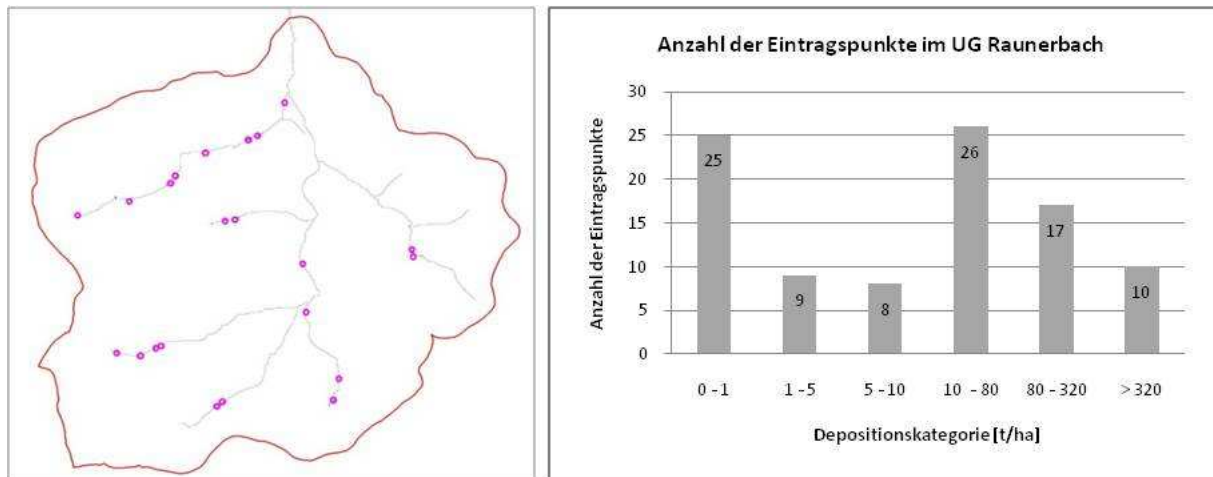 Anzahl der Eintragspunkte im UG Raunerbach
Anzahl der Eintragspunkte
30
25
20
15
10
5
0
25
9
8
26
17
10
0 - 1
1 - 5
5 - 10
10 - 80
80 - 320
> 320
Depositionskategorie [t/ha]